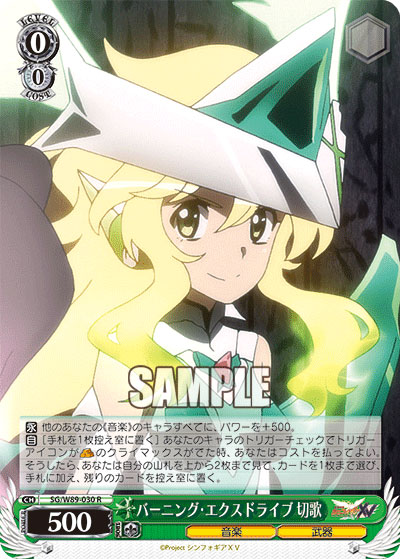 LEVEL
0
0
COST
SAMPLE
永 他のあなたの《音楽》のキャラすべてに、パワーを+500。
自 [手札を1枚控え室に置く] あなたのキャラのトリガーチェックでトリガー
アイコンが のクライマックスがでた時、あなたはコストを払ってよい。
そうしたら、あなたは自分の山札を上から2枚まで見て、カードを1枚まで選び、
手札に加え、残りのカードを控え室に置く。
CH SG/W89-030 R
500
バーニング・エクスドライブ 切歌
音楽 武器
©Project シンフォギアXV